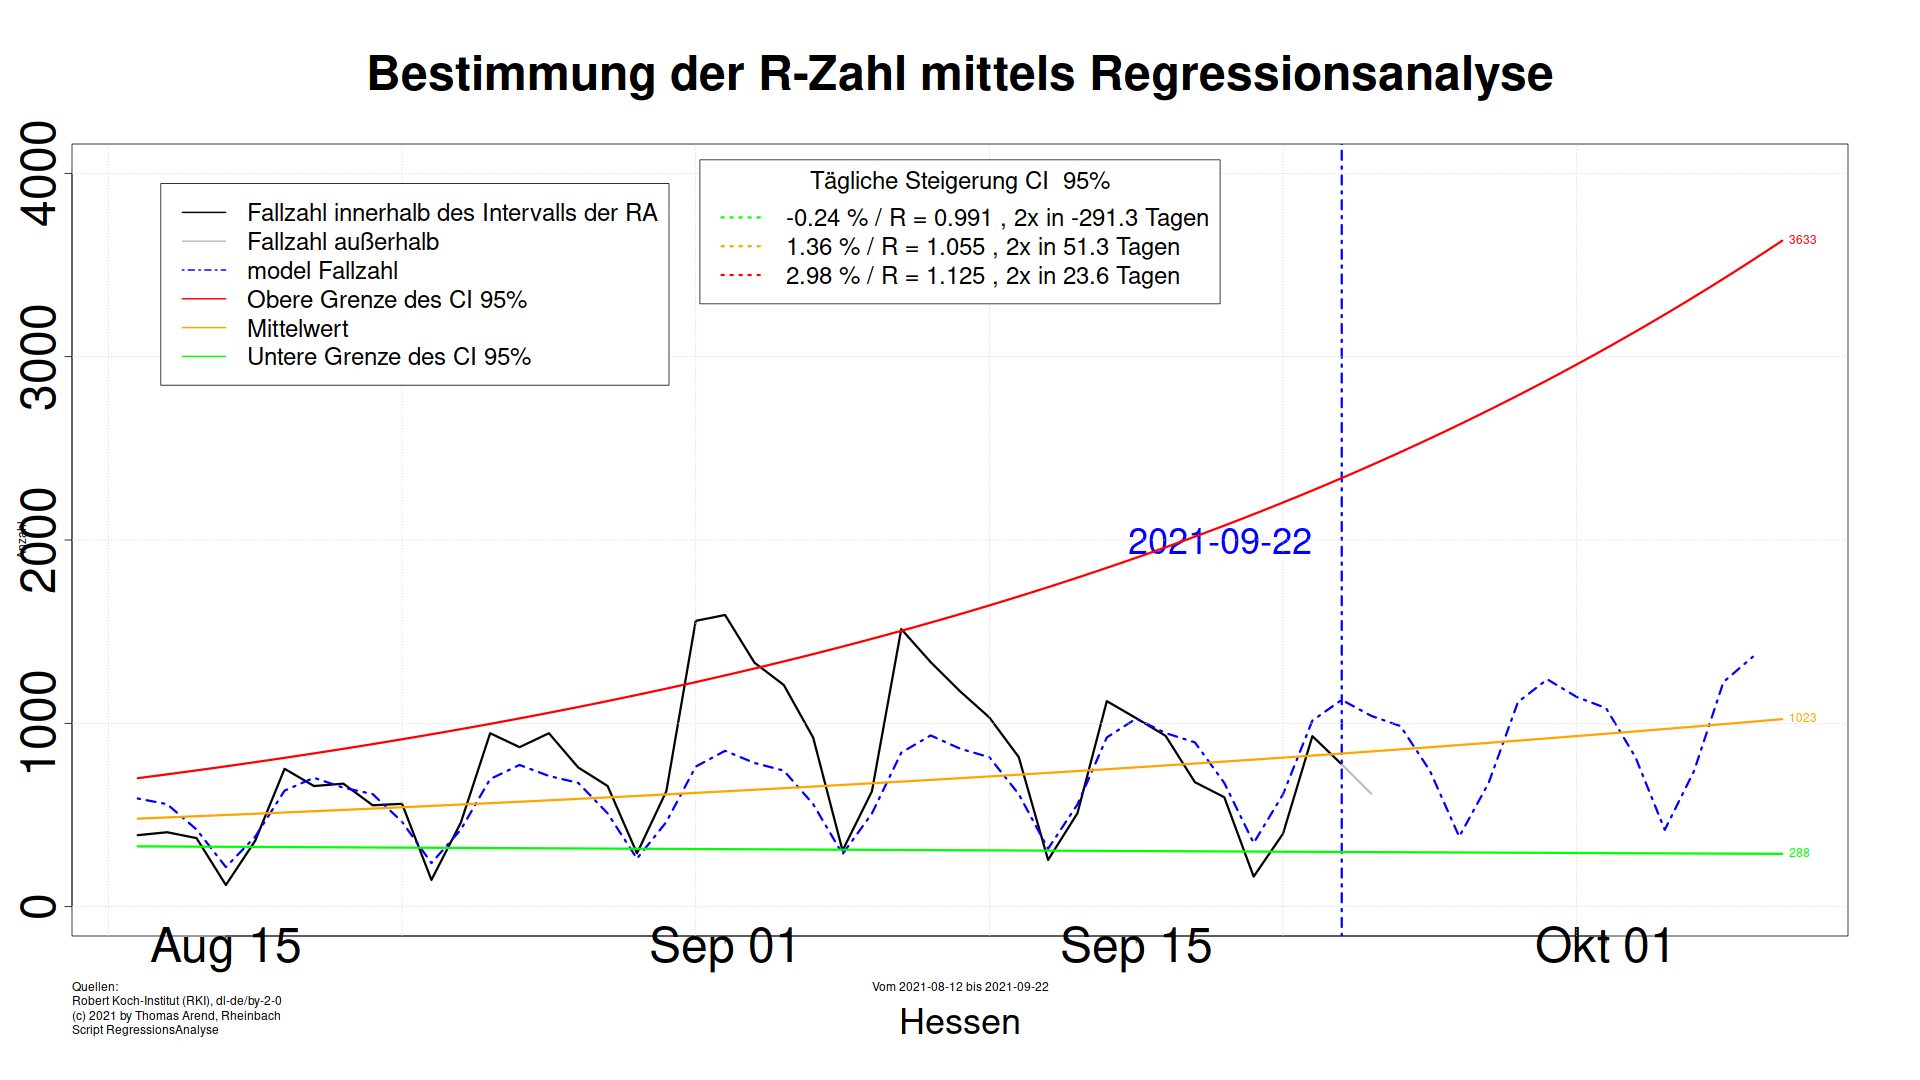 Bestimmung der R-Zahl mittels Regressionsanalyse
4000
3000
2000
1000
0
Anzahl
Fallzahl innerhalb des Intervalls der RA
Fallzahl außerhalb
model Fallzahl
Obere Grenze des CI 95%
Mittelwert
Untere Grenze des CI 95%
Tägliche Steigerung CI 95%
-0.24 % / R = 0.991 , 2x in -291.3 Tagen
1.36 % / R = 1.055 , 2x in 51.3 Tagen
2.98 % / R = 1.125 , 2x in 23.6 Tagen
3633
2021-09-22
1023
288
Aug 15
Sep 01
Sep 15
Okt 01
Quellen:
Robert Koch-Institut (RKI), dl-de/by-2-0
(c) 2021 by Thomas Arend, Rheinbach
Script RegressionsAnalyse
Vom 2021-08-12 bis 2021-09-22
Hessen